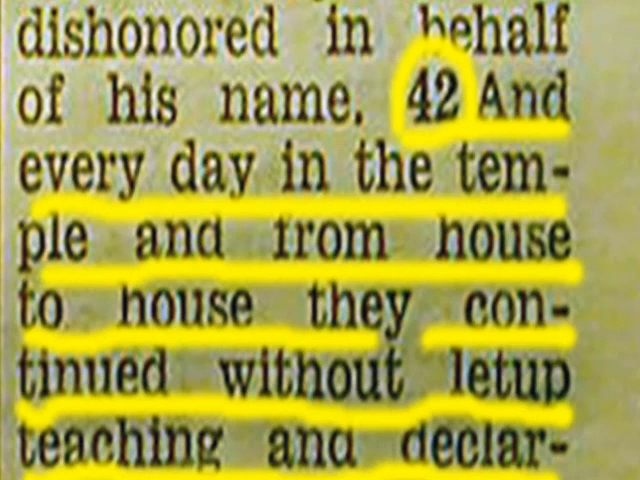 dishonored in behalf
of his name. 42 And
every day in the tem-
ple and from house
to house they con-
tinued without letup
teaching and declar-